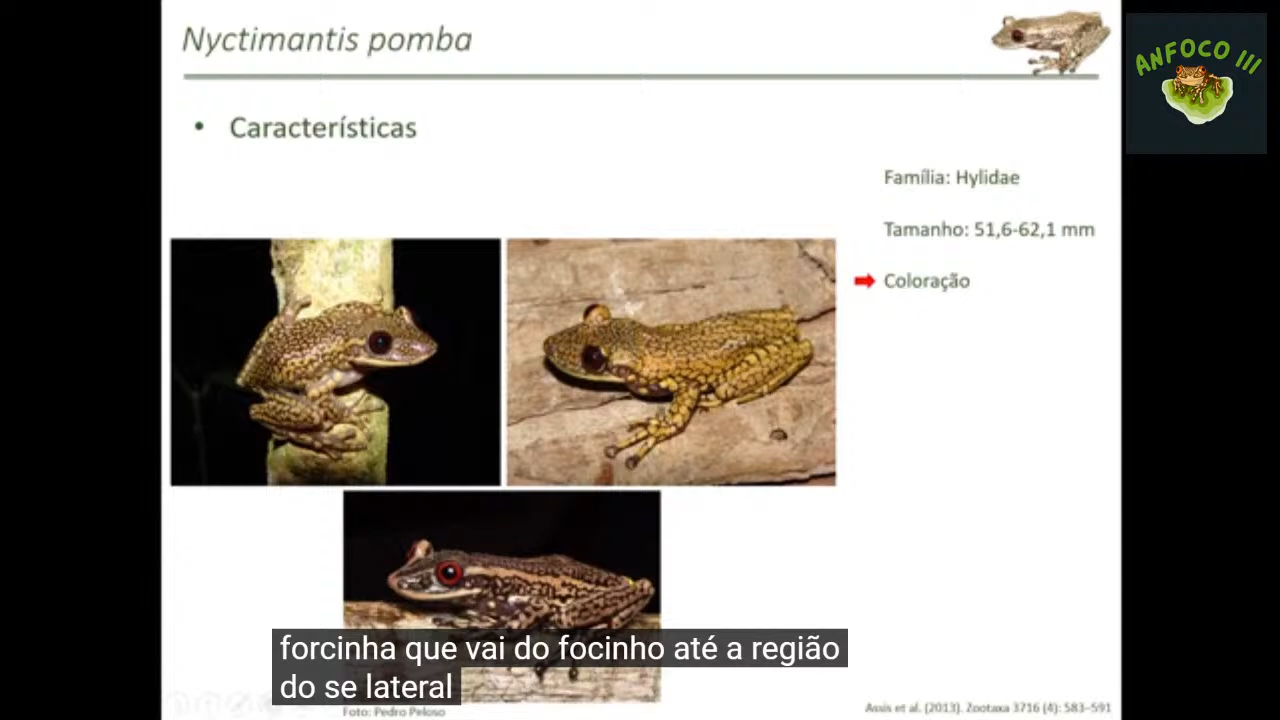 Nyctimantis pomba
ANFOCO III
• Características
Família: Hylidae
Tamanho: 51,6-62,1 mm
Coloração
forcinha que vai do focinho até a região
do se lateral
Foto: Pedro Peloso
Assis et al. (2013). Zootaxa 3716 (4): 583–591